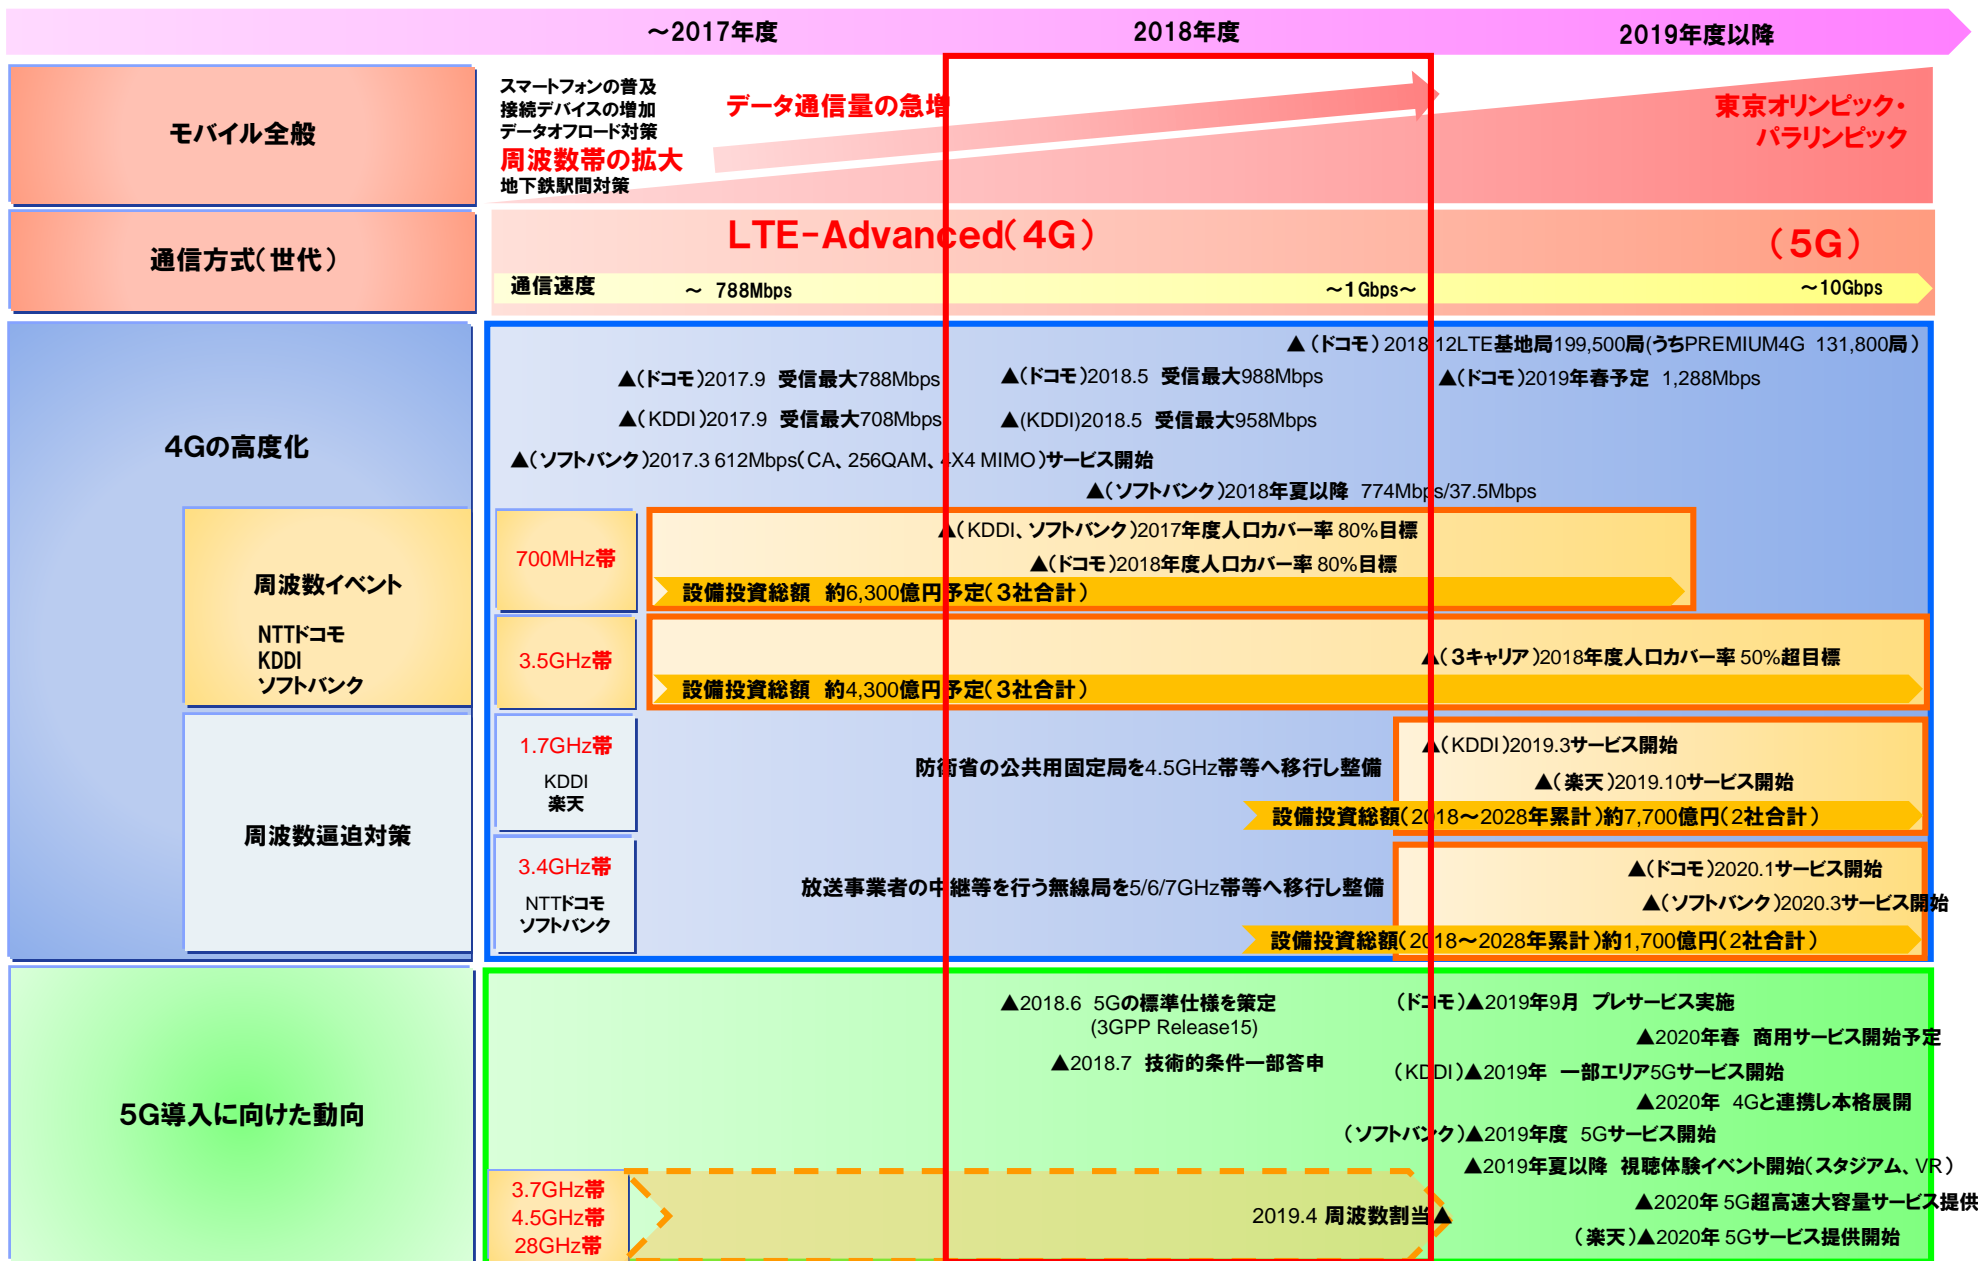 ～2017年度
2018年度
2019年度以降
モバイル全般
スマートフォンの普及
接続デバイスの増加
データオフロード対策
周波数帯の拡大
地下鉄駅間対策
データ通信量の急増
東京オリンピック・
パラリンピック
通信方式（世代）
LTE-Advanced（4G）
（5G）
通信速度
～ 788Mbps
～1Gbps～
～10Gbps
4Gの高度化
▲（ドコモ）2018/12LTE基地局199,500局(うちPREMIUM4G 131,800局)
▲（ドコモ）2017.9 受信最大788Mbps
▲（ドコモ）2018.5 受信最大988Mbps
▲（ドコモ）2019年春予定 1,288Mbps
▲（KDDI）2017.9 受信最大708Mbps
▲(KDDI)2018.5 受信最大958Mbps
▲（ソフトバンク）2017.3 612Mbps（CA、256QAM、4X4 MIMO）サービス開始
▲（ソフトバンク）2018年夏以降 774Mbps/37.5Mbps
周波数イベント
NTTドコモ
KDDI
ソフトバンク
700MHz帯
▲（KDDI、ソフトバンク）2017年度人口カバー率 80%目標
▲（ドコモ）2018年度人口カバー率 80%目標
設備投資総額 約6,300億円予定（3社合計）
3.5GHz帯
▲（3キャリア）2018年度人口カバー率 50%超目標
設備投資総額 約4,300億円予定（3社合計）
周波数逼迫対策
1.7GHz帯
KDDI
楽天
防衛省の公共用固定局を4.5GHz帯等へ移行し整備
▲（KDDI）2019.3サービス開始
▲（楽天）2019.10サービス開始
設備投資総額（2018～2028年累計）約7,700億円（2社合計）
3.4GHz帯
NTTドコモ
ソフトバンク
放送事業者の中継等を行う無線局を5/6/7GHz帯等へ移行し整備
▲（ドコモ）2020.1サービス開始
▲（ソフトバンク）2020.3サービス開始
設備投資総額（2018～2028年累計）約1,700億円（2社合計）
5G導入に向けた動向
▲2018.6 5Gの標準仕様を策定
(3GPP Release15)
▲2018.7 技術的条件一部答申
（ドコモ）▲2019年9月 プレサービス実施
▲2020年春 商用サービス開始予定
（KDDI）▲2019年 一部エリア5Gサービス開始
▲2020年 4Gと連携し本格展開
（ソフトバンク）▲2019年度 5Gサービス開始
▲2019年夏以降 視聴体験イベント開始（スタジアム、VR）
▲2020年 5G超高速大容量サービス提供
（楽天）▲2020年 5Gサービス提供開始
3.7GHz帯
4.5GHz帯
28GHz帯
2019.4 周波数割当▲